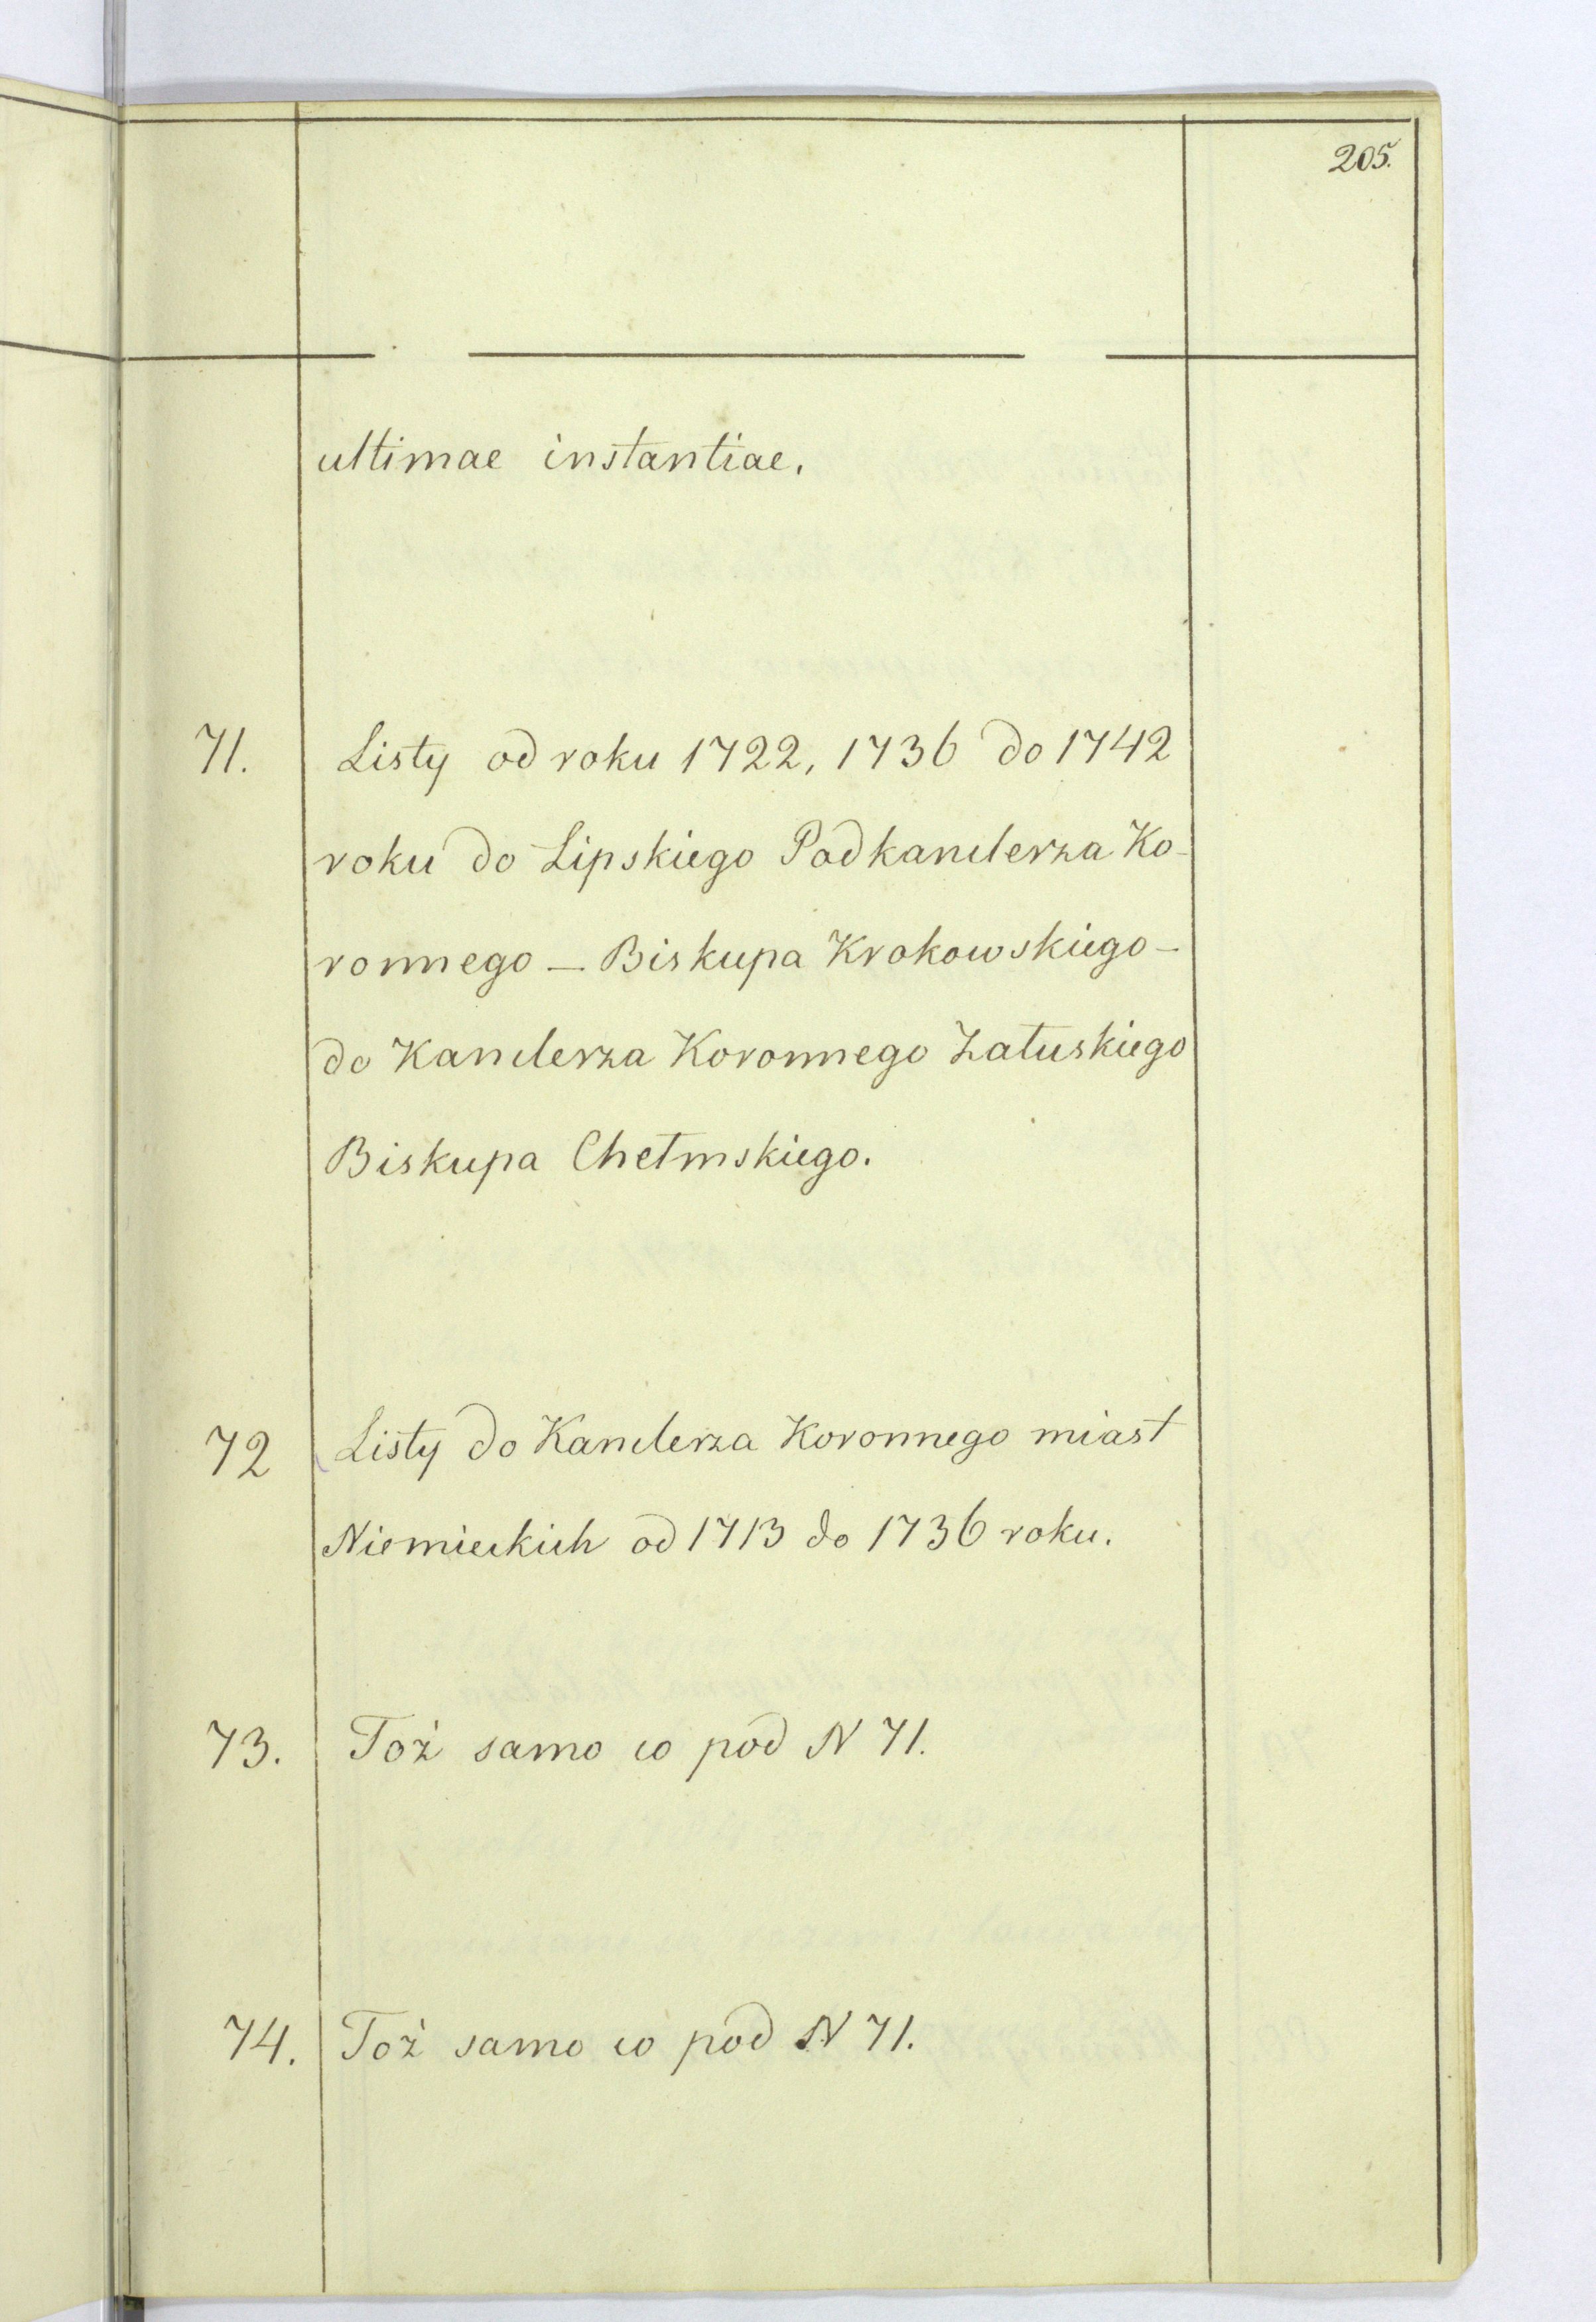 205.
ultimae instantiae.
71. Listy od roku 1722, 1736 do 1742
roku do Lipskiego Podkanclerza Ko-
ronnego – Biskupa Krakowskiego –
do Kanclerza Koronnego Załuskiego
Biskupa Chełmskiego.
72 Listy do Kanclerza Koronnego miast
Niemieckich od 1713 do 1736 roku.
73. Toż samo co pod N 71.
74. Toż samo co pod N 71.